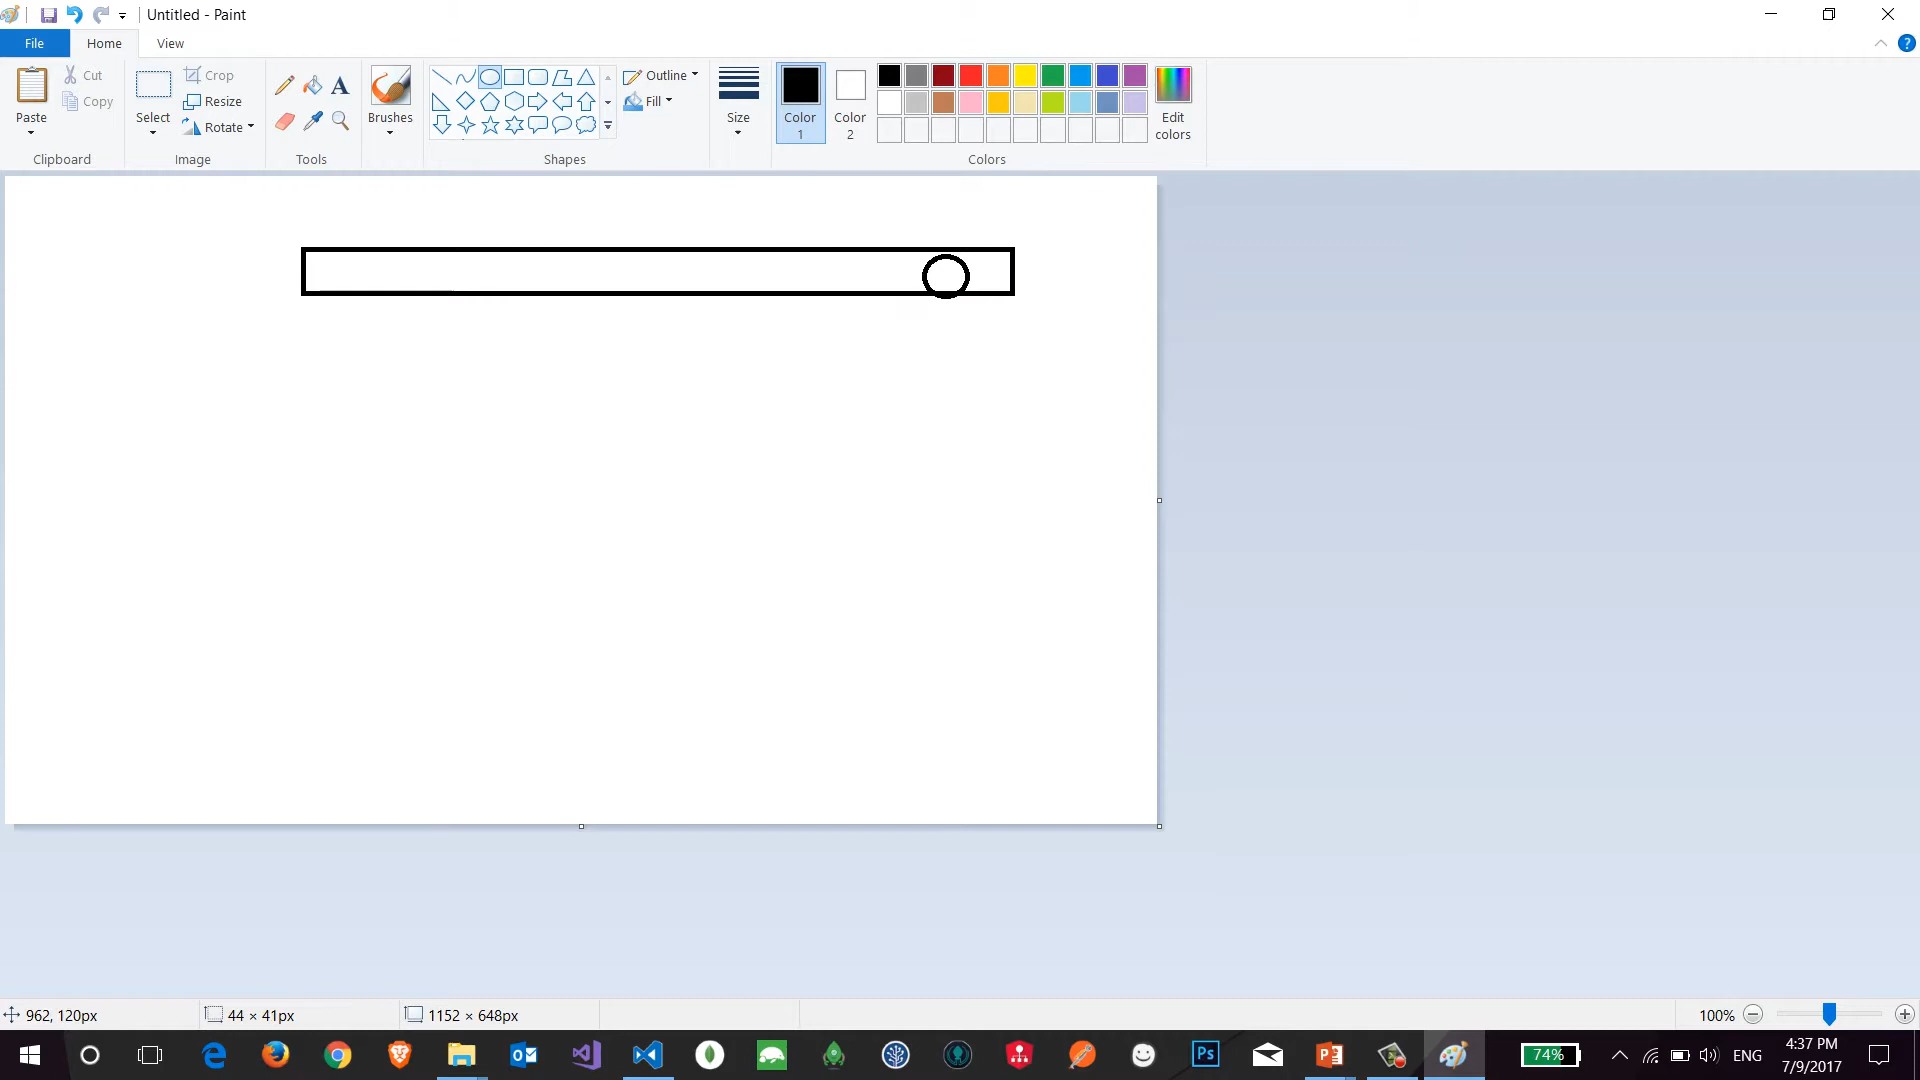 Untitled - Paint
File Home View
Paste Cut Copy Clipboard
Select Crop Resize Rotate Image
A Tools
Brushes
Shapes Outline Fill
Size
Color 1 Color 2 Edit colors Colors
962, 120px 44 × 41px 1152 × 648px 100%
Ps 74% ENG 4:37 PM
7/9/2017